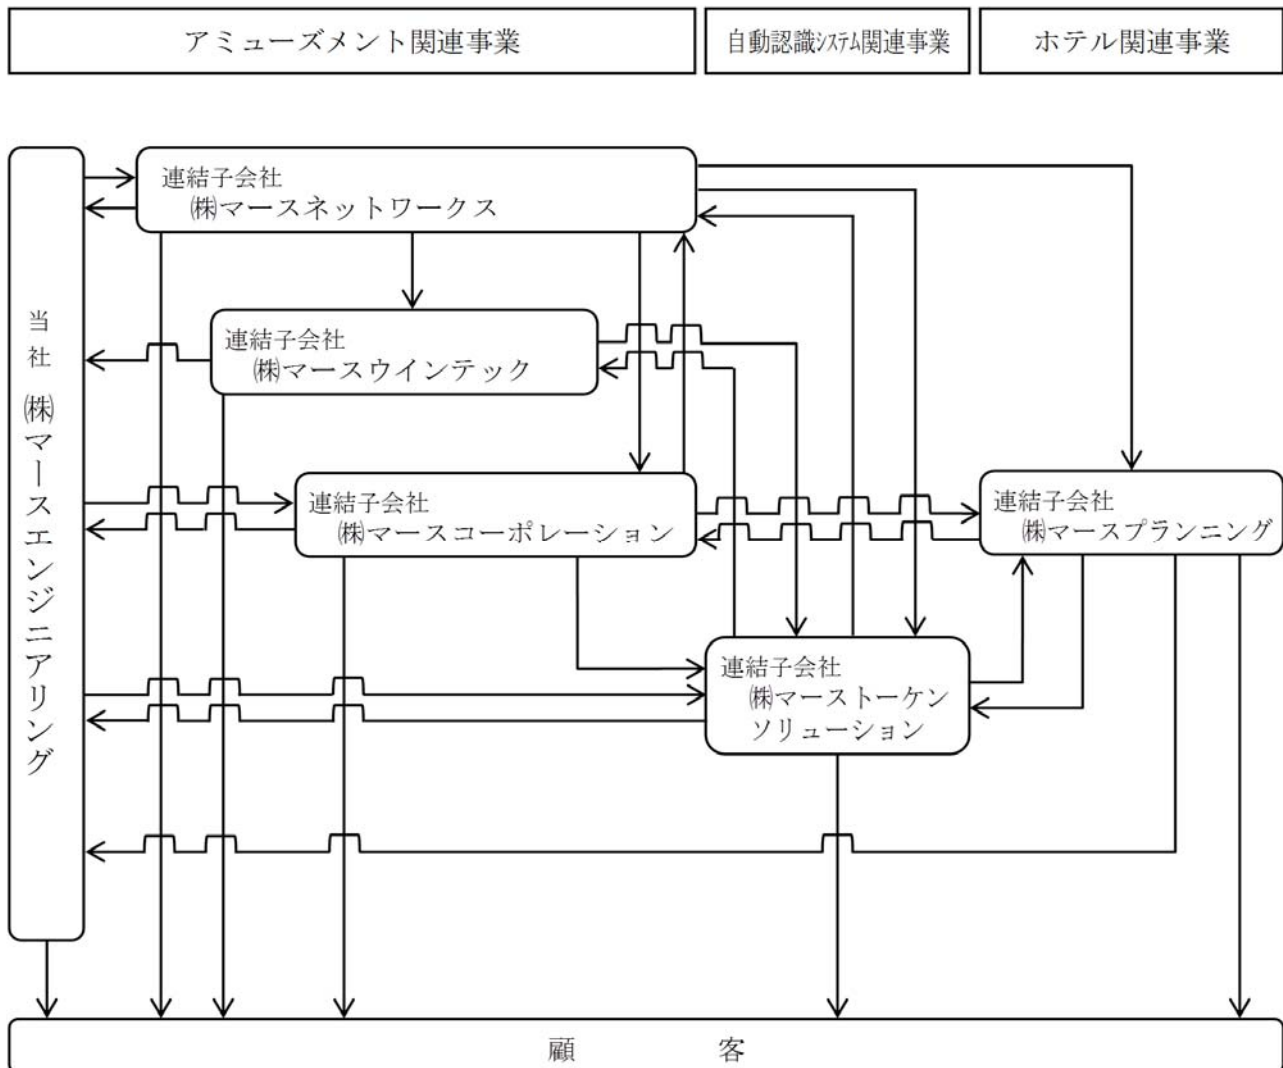 アミューズメント関連事業
自動認識システム関連事業
ホテル関連事業
当社 ㈱マースエンジニアリング
連結子会社
㈱マースネットワークス
連結子会社
㈱マースウインテック
連結子会社
㈱マースコーポレーション
連結子会社
㈱マースプランニング
連結子会社
㈱マーストーケン
ソリューション
顧 客